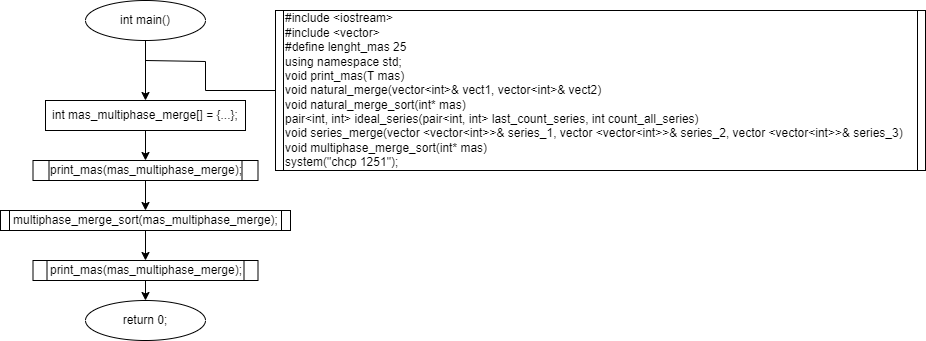 int main()
#include <iostream>
#include <vector>
#define lenght_mas 25
using namespace std;
void print_mas(T mas)
void natural_merge(vector<int>& vect1, vector<int>& vect2)
void natural_merge_sort(int* mas)
pair<int, int> ideal_series(pair<int, int> last_count_series, int count_all_series)
void series_merge(vector <vector<int>>& series_1, vector <vector<int>>& series_2, vector <vector<int>>& series_3)
void multiphase_merge_sort(int* mas)
system("chcp 1251");
int mas_multiphase_merge[] = {...};
print_mas(mas_multiphase_merge);
multiphase_merge_sort(mas_multiphase_merge);
print_mas(mas_multiphase_merge);
return 0;